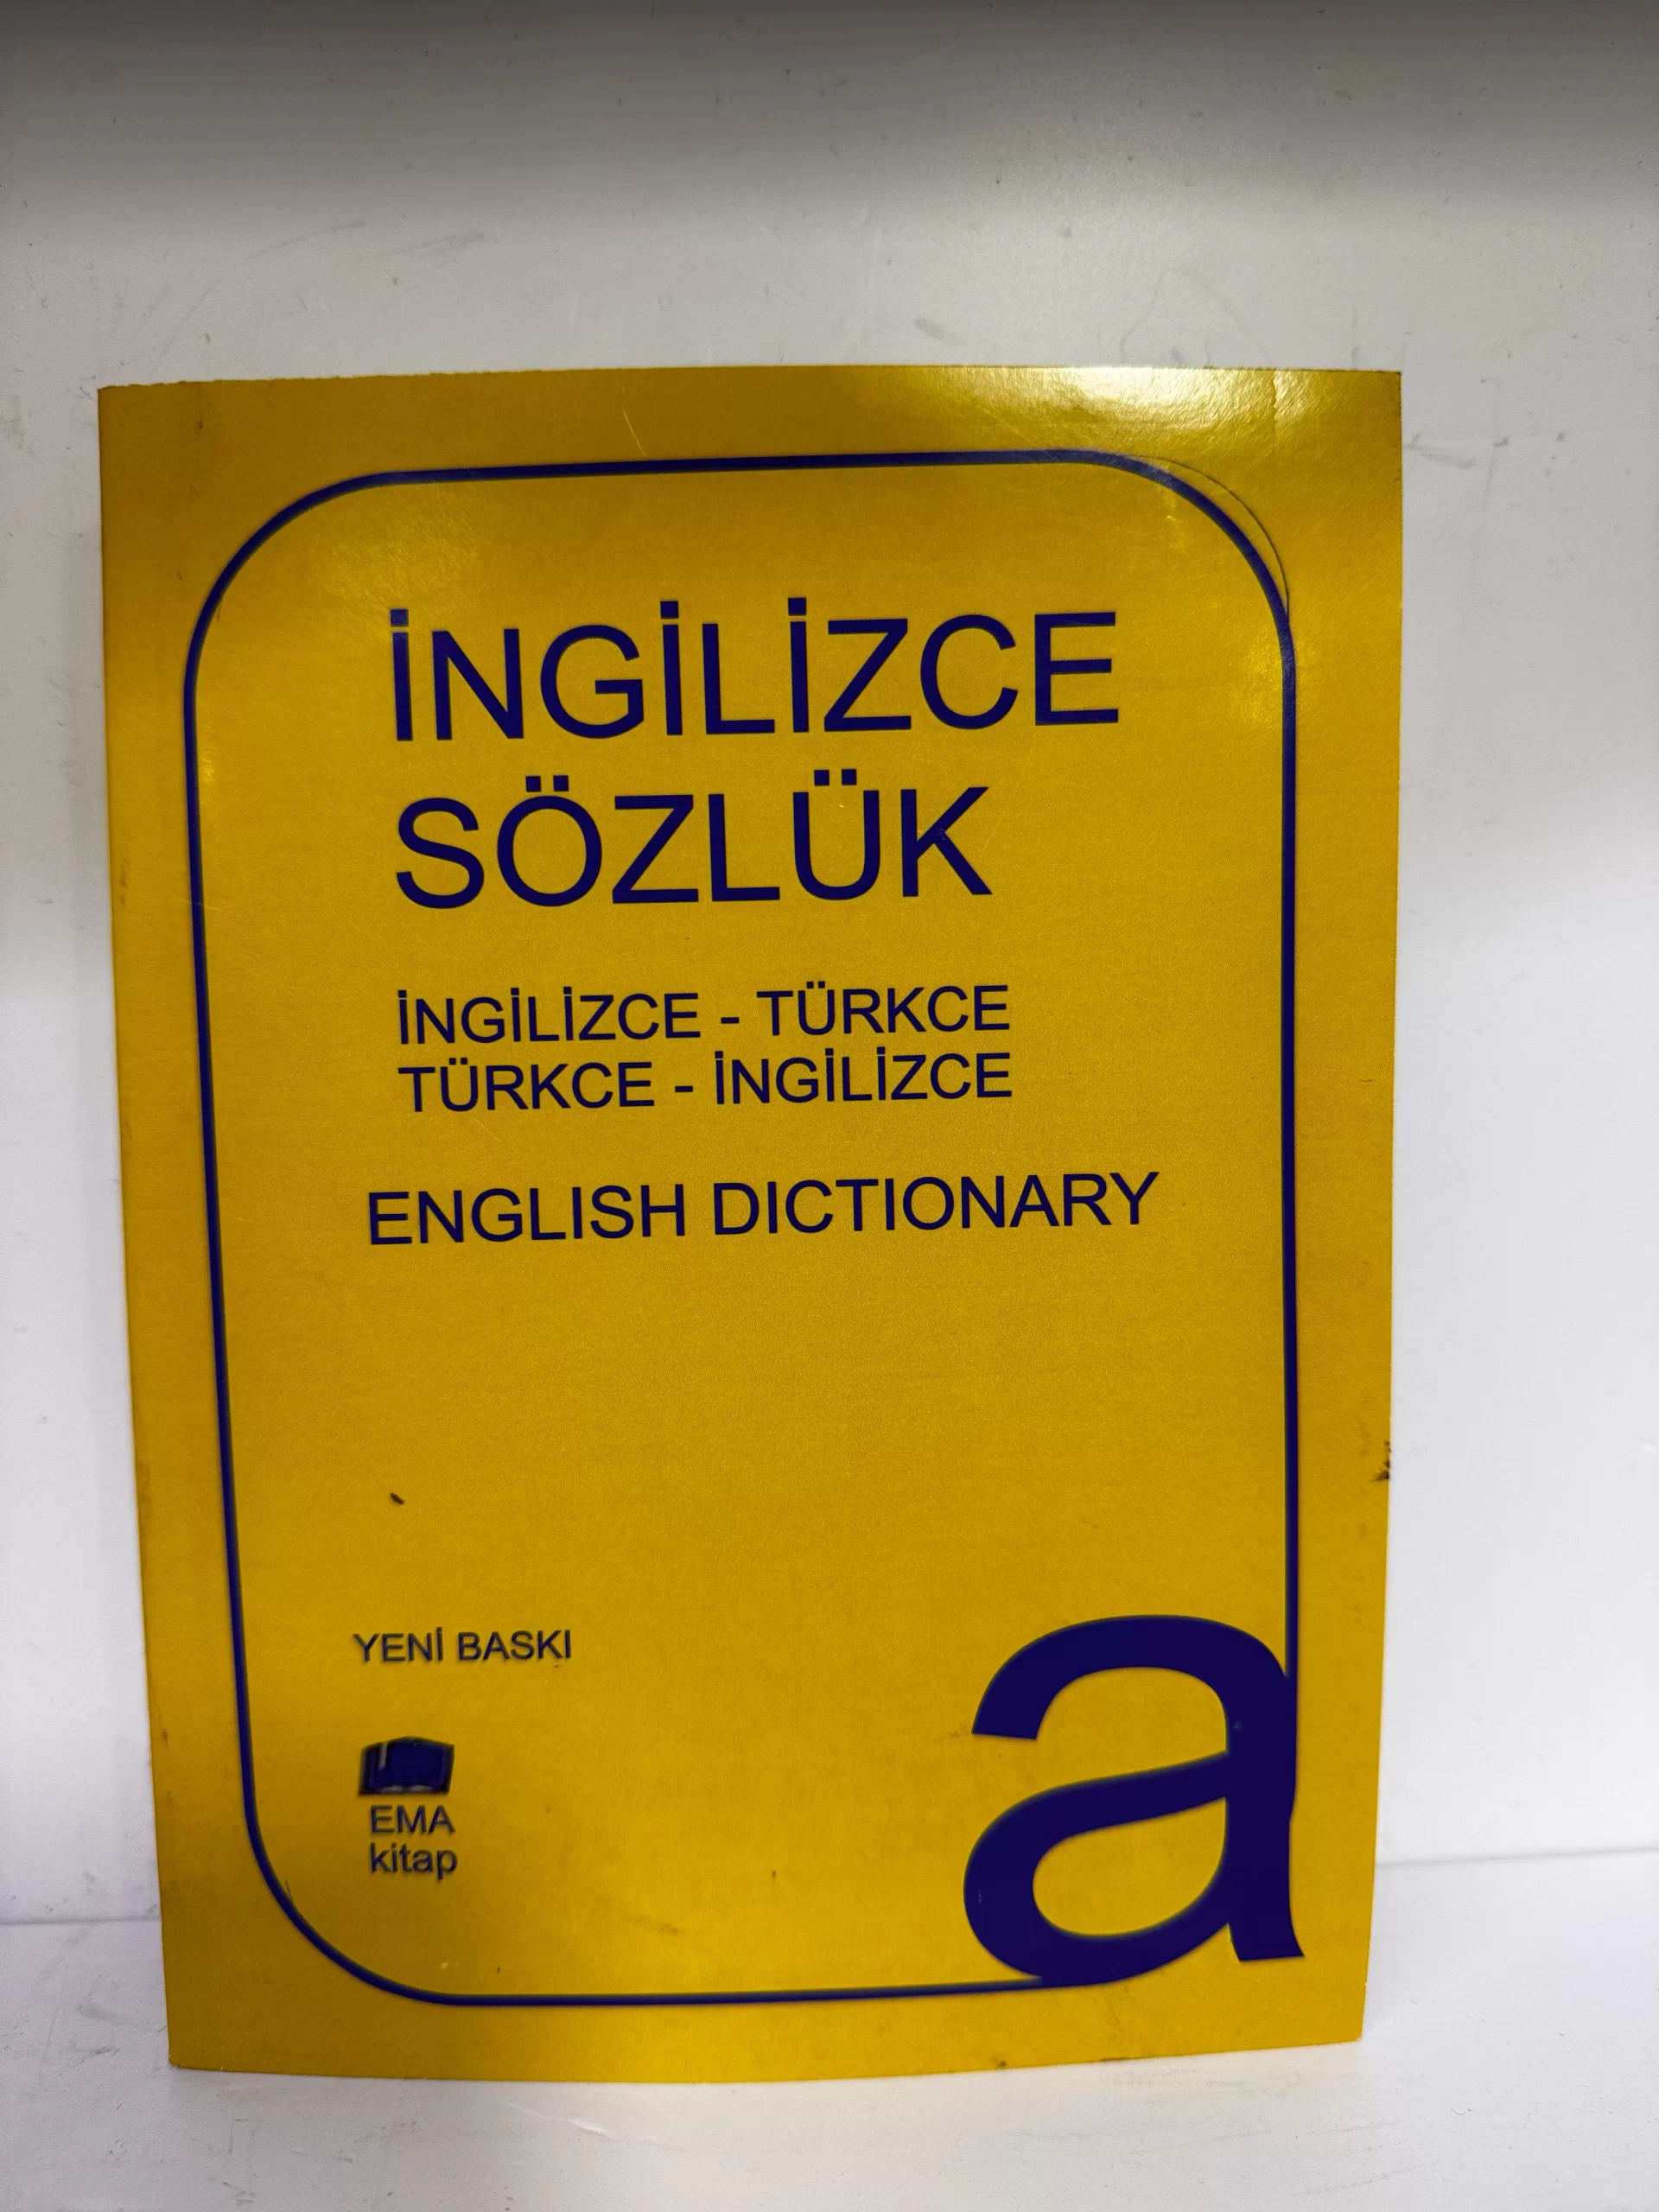 İNGİLİZCE
SÖZLÜK
İNGİLİZCE - TÜRKCE
TÜRKCE - İNGİLİZCE
ENGLISH DICTIONARY
YENİ BASKI
EMA
kitap
a